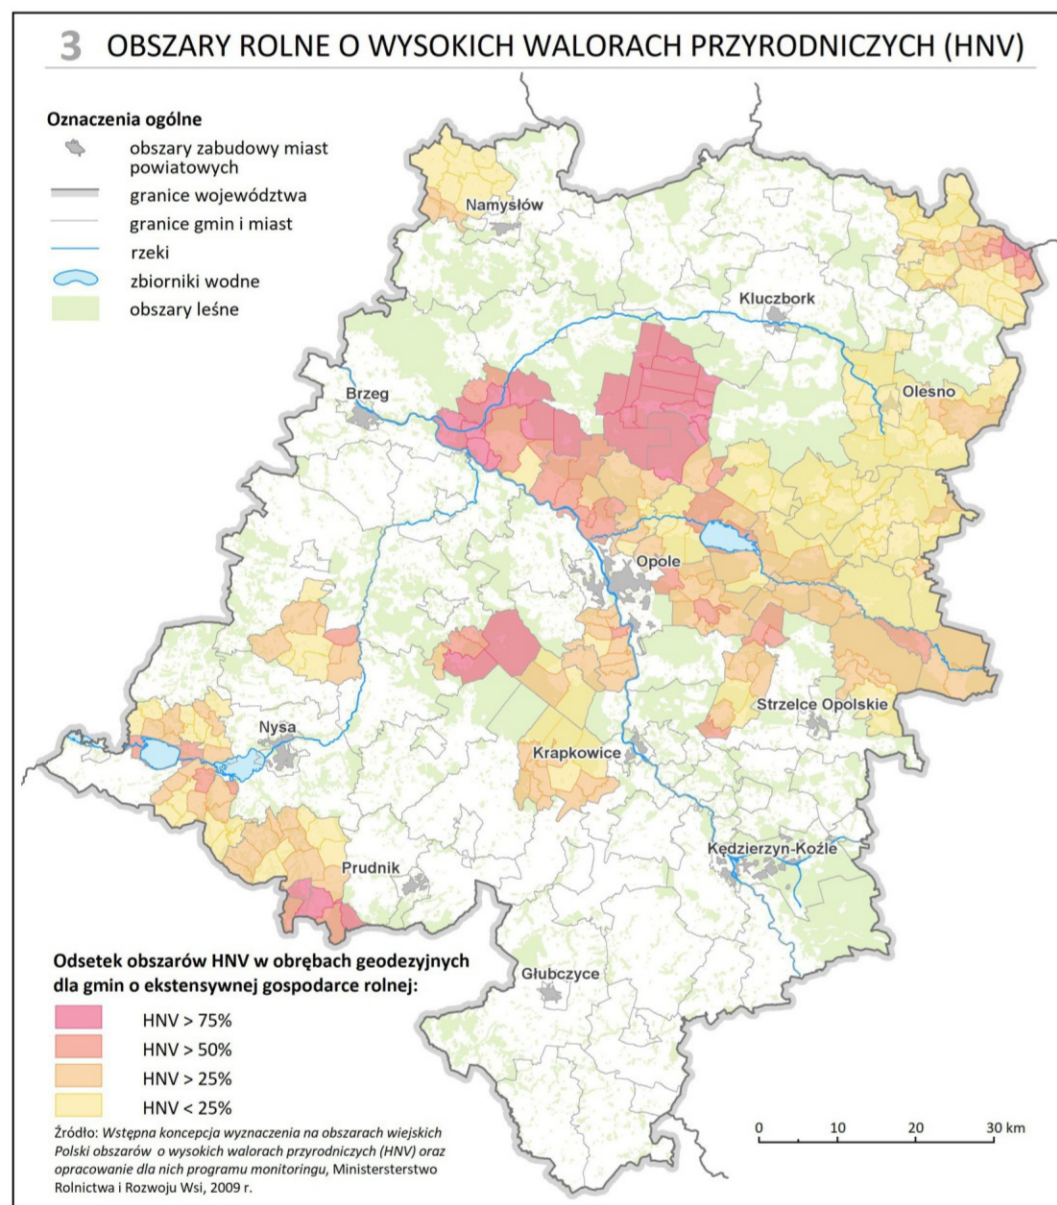 3 OBSZARY ROLNE O WYSOKICH WALORACH PRZYRODNICZYCH (HNV)
Oznaczenia ogólne
obszary zabudowy miast
powiatowych
granice województwa
granice gmin i miast
rzeki
zbiorniki wodne
obszary leśne
Namysłów
Kluczbork
Brzeg
Olesno
Opole
Strzelce Opolskie
Nysa
Krapkowice
Kędzierzyn-Koźle
Prudnik
Głubczyce
Odsetek obszarów HNV w obrębach geodezyjnych
dla gmin o ekstensywnej gospodarce rolnej:
HNV > 75%
HNV > 50%
HNV > 25%
HNV < 25%
Źródło: Wstępna koncepcja wyznaczenia na obszarach wiejskich
Polski obszarów o wysokich walorach przyrodniczych (HNV) oraz
opracowanie dla nich programu monitoringu, Ministersterstwo
Rolnictwa i Rozwoju Wsi, 2009 r.
0 10 20 30 km